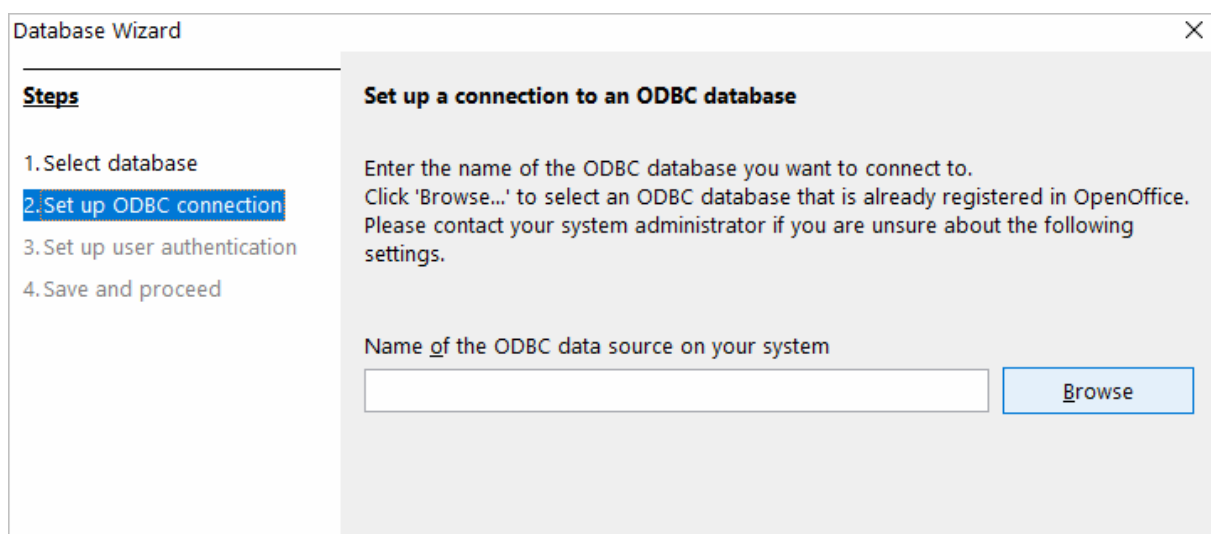 Database Wizard
Steps
1. Select database
2. Set up ODBC connection
3. Set up user authentication
4. Save and proceed
Set up a connection to an ODBC database
Enter the name of the ODBC database you want to connect to.
Click 'Browse...' to select an ODBC database that is already registered in OpenOffice.
Please contact your system administrator if you are unsure about the following
settings.
Name of the ODBC data source on your system
Browse